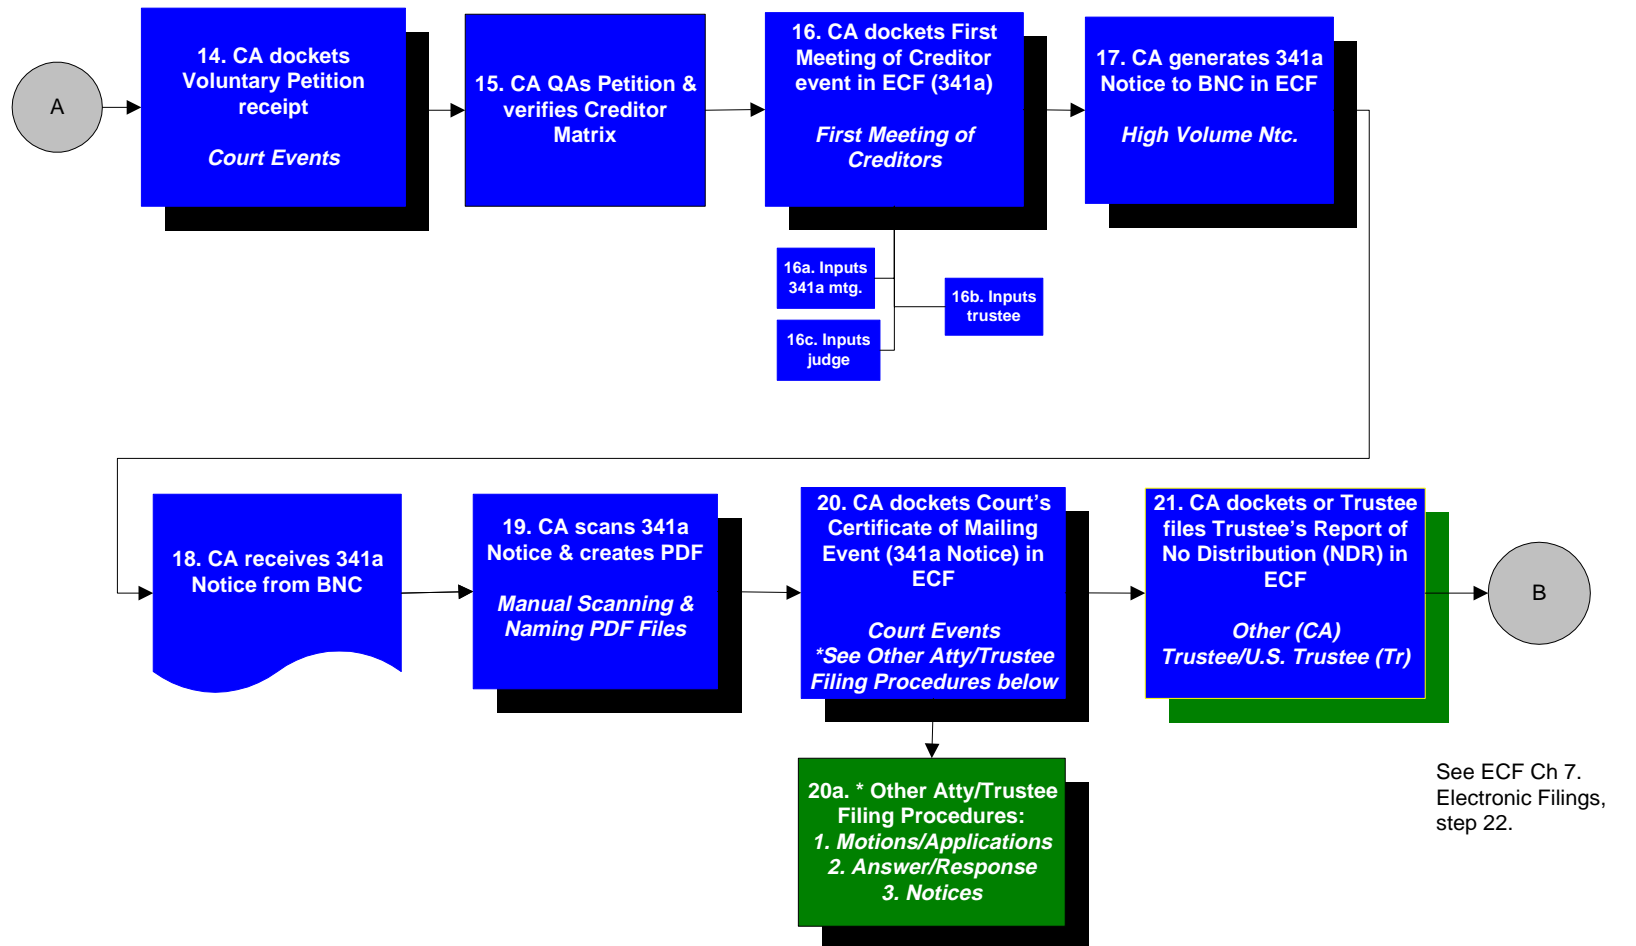 A
14. CA dockets
Voluntary Petition
receipt
Court Events
15. CA QAs Petition &
verifies Creditor
Matrix
16. CA dockets First
Meeting of Creditor
event in ECF (341a)
First Meeting of
Creditors
17. CA generates 341a
Notice to BNC in ECF
High Volume Ntc.
16a. Inputs
341a mtg.
16b. Inputs
trustee
16c. Inputs
judge
18. CA receives 341a
Notice from BNC
19. CA scans 341a
Notice & creates PDF
Manual Scanning &
Naming PDF Files
20. CA dockets Court’s
Certificate of Mailing
Event (341a Notice) in
ECF
Court Events
*See Other Atty/Trustee
Filing Procedures below
21. CA dockets or Trustee
files Trustee’s Report of
No Distribution (NDR) in
ECF
Other (CA)
Trustee/U.S. Trustee (Tr)
B
20a. * Other Atty/Trustee
Filing Procedures:
1. Motions/Applications
2. Answer/Response
3. Notices
See ECF Ch 7.
Electronic Filings,
step 22.